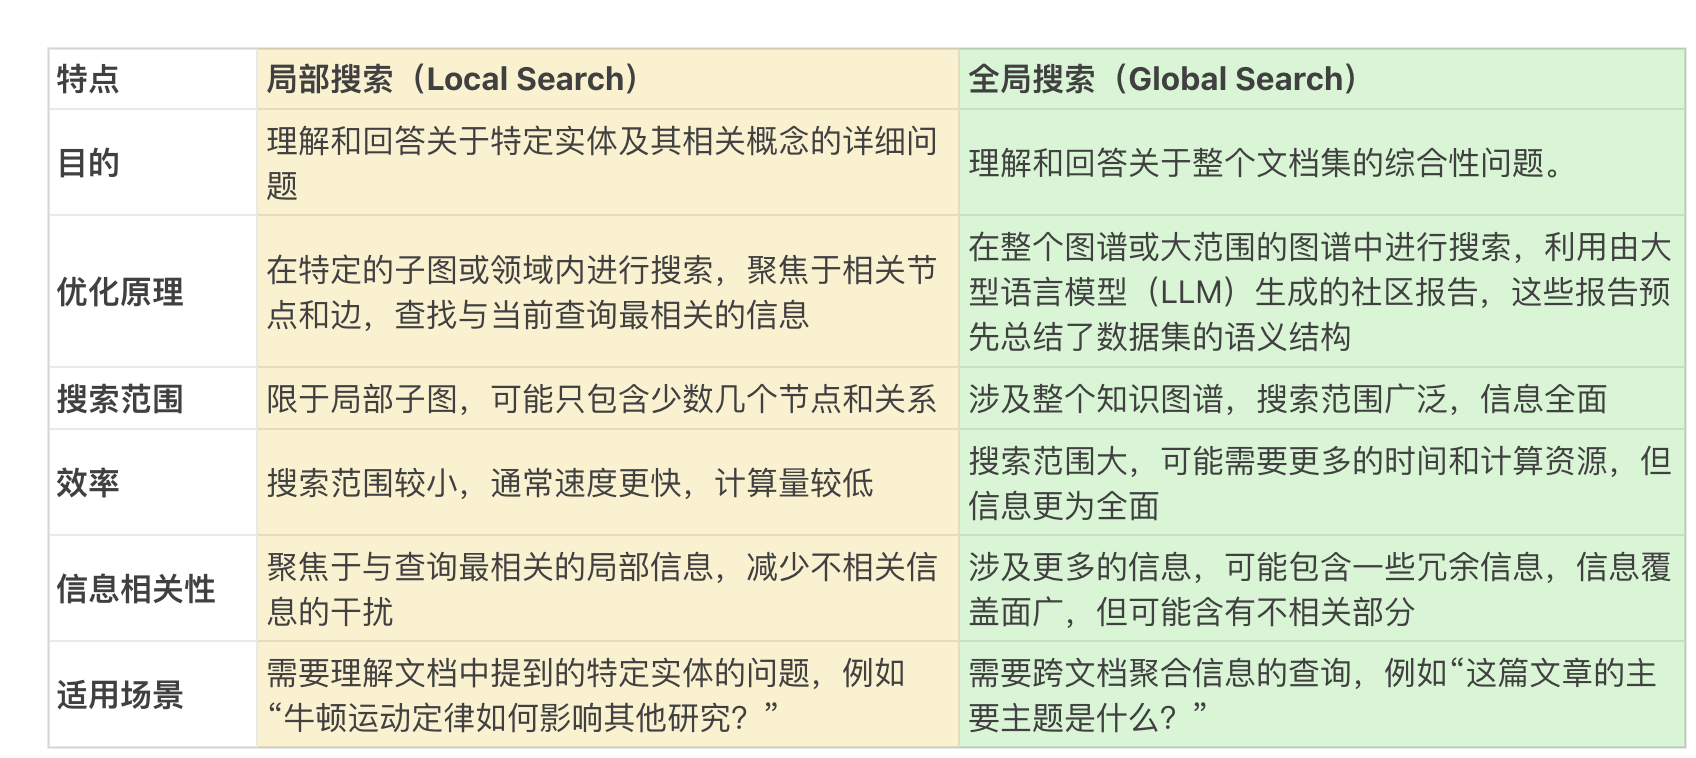 特点
局部搜索（Local Search）
全局搜索（Global Search）
目的
理解和回答关于特定实体及其相关概念的详细问
题
理解和回答关于整个文档集的综合性问题。
优化原理
在特定的子图或领域内进行搜索，聚焦于相关节
点和边，查找与当前查询最相关的信息
在整个图谱或大范围的图谱中进行搜索，利用由大
型语言模型（LLM）生成的社区报告，这些报告预
先总结了数据集的语义结构
搜索范围
限于局部子图，可能只包含少数几个节点和关系
涉及整个知识图谱，搜索范围广泛，信息全面
效率
搜索范围较小，通常速度更快，计算量较低
搜索范围大，可能需要更多的时间和计算资源，但
信息更为全面
信息相关性
聚焦于与查询最相关的局部信息，减少不相关信
息的干扰
涉及更多的信息，可能包含一些冗余信息，信息覆
盖面广，但可能含有不相关部分
适用场景
需要理解文档中提到的特定实体的问题，例如
“牛顿运动定律如何影响其他研究？”
需要跨文档聚合信息的查询，例如“这篇文章的主
要主题是什么？”